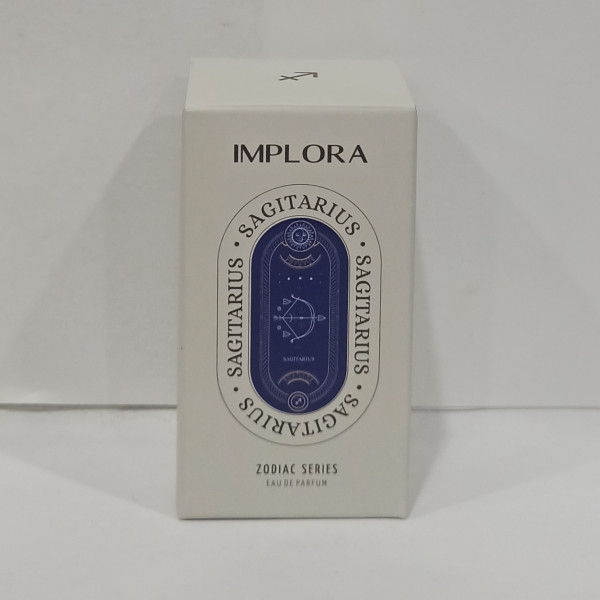 IMPLORA
SAGITARIUS • SAGITARIUS • SAGITARIUS • SAGITARIUS •
SAGITARIUS
ZODIAC SERIES
EAU DE PARFUM